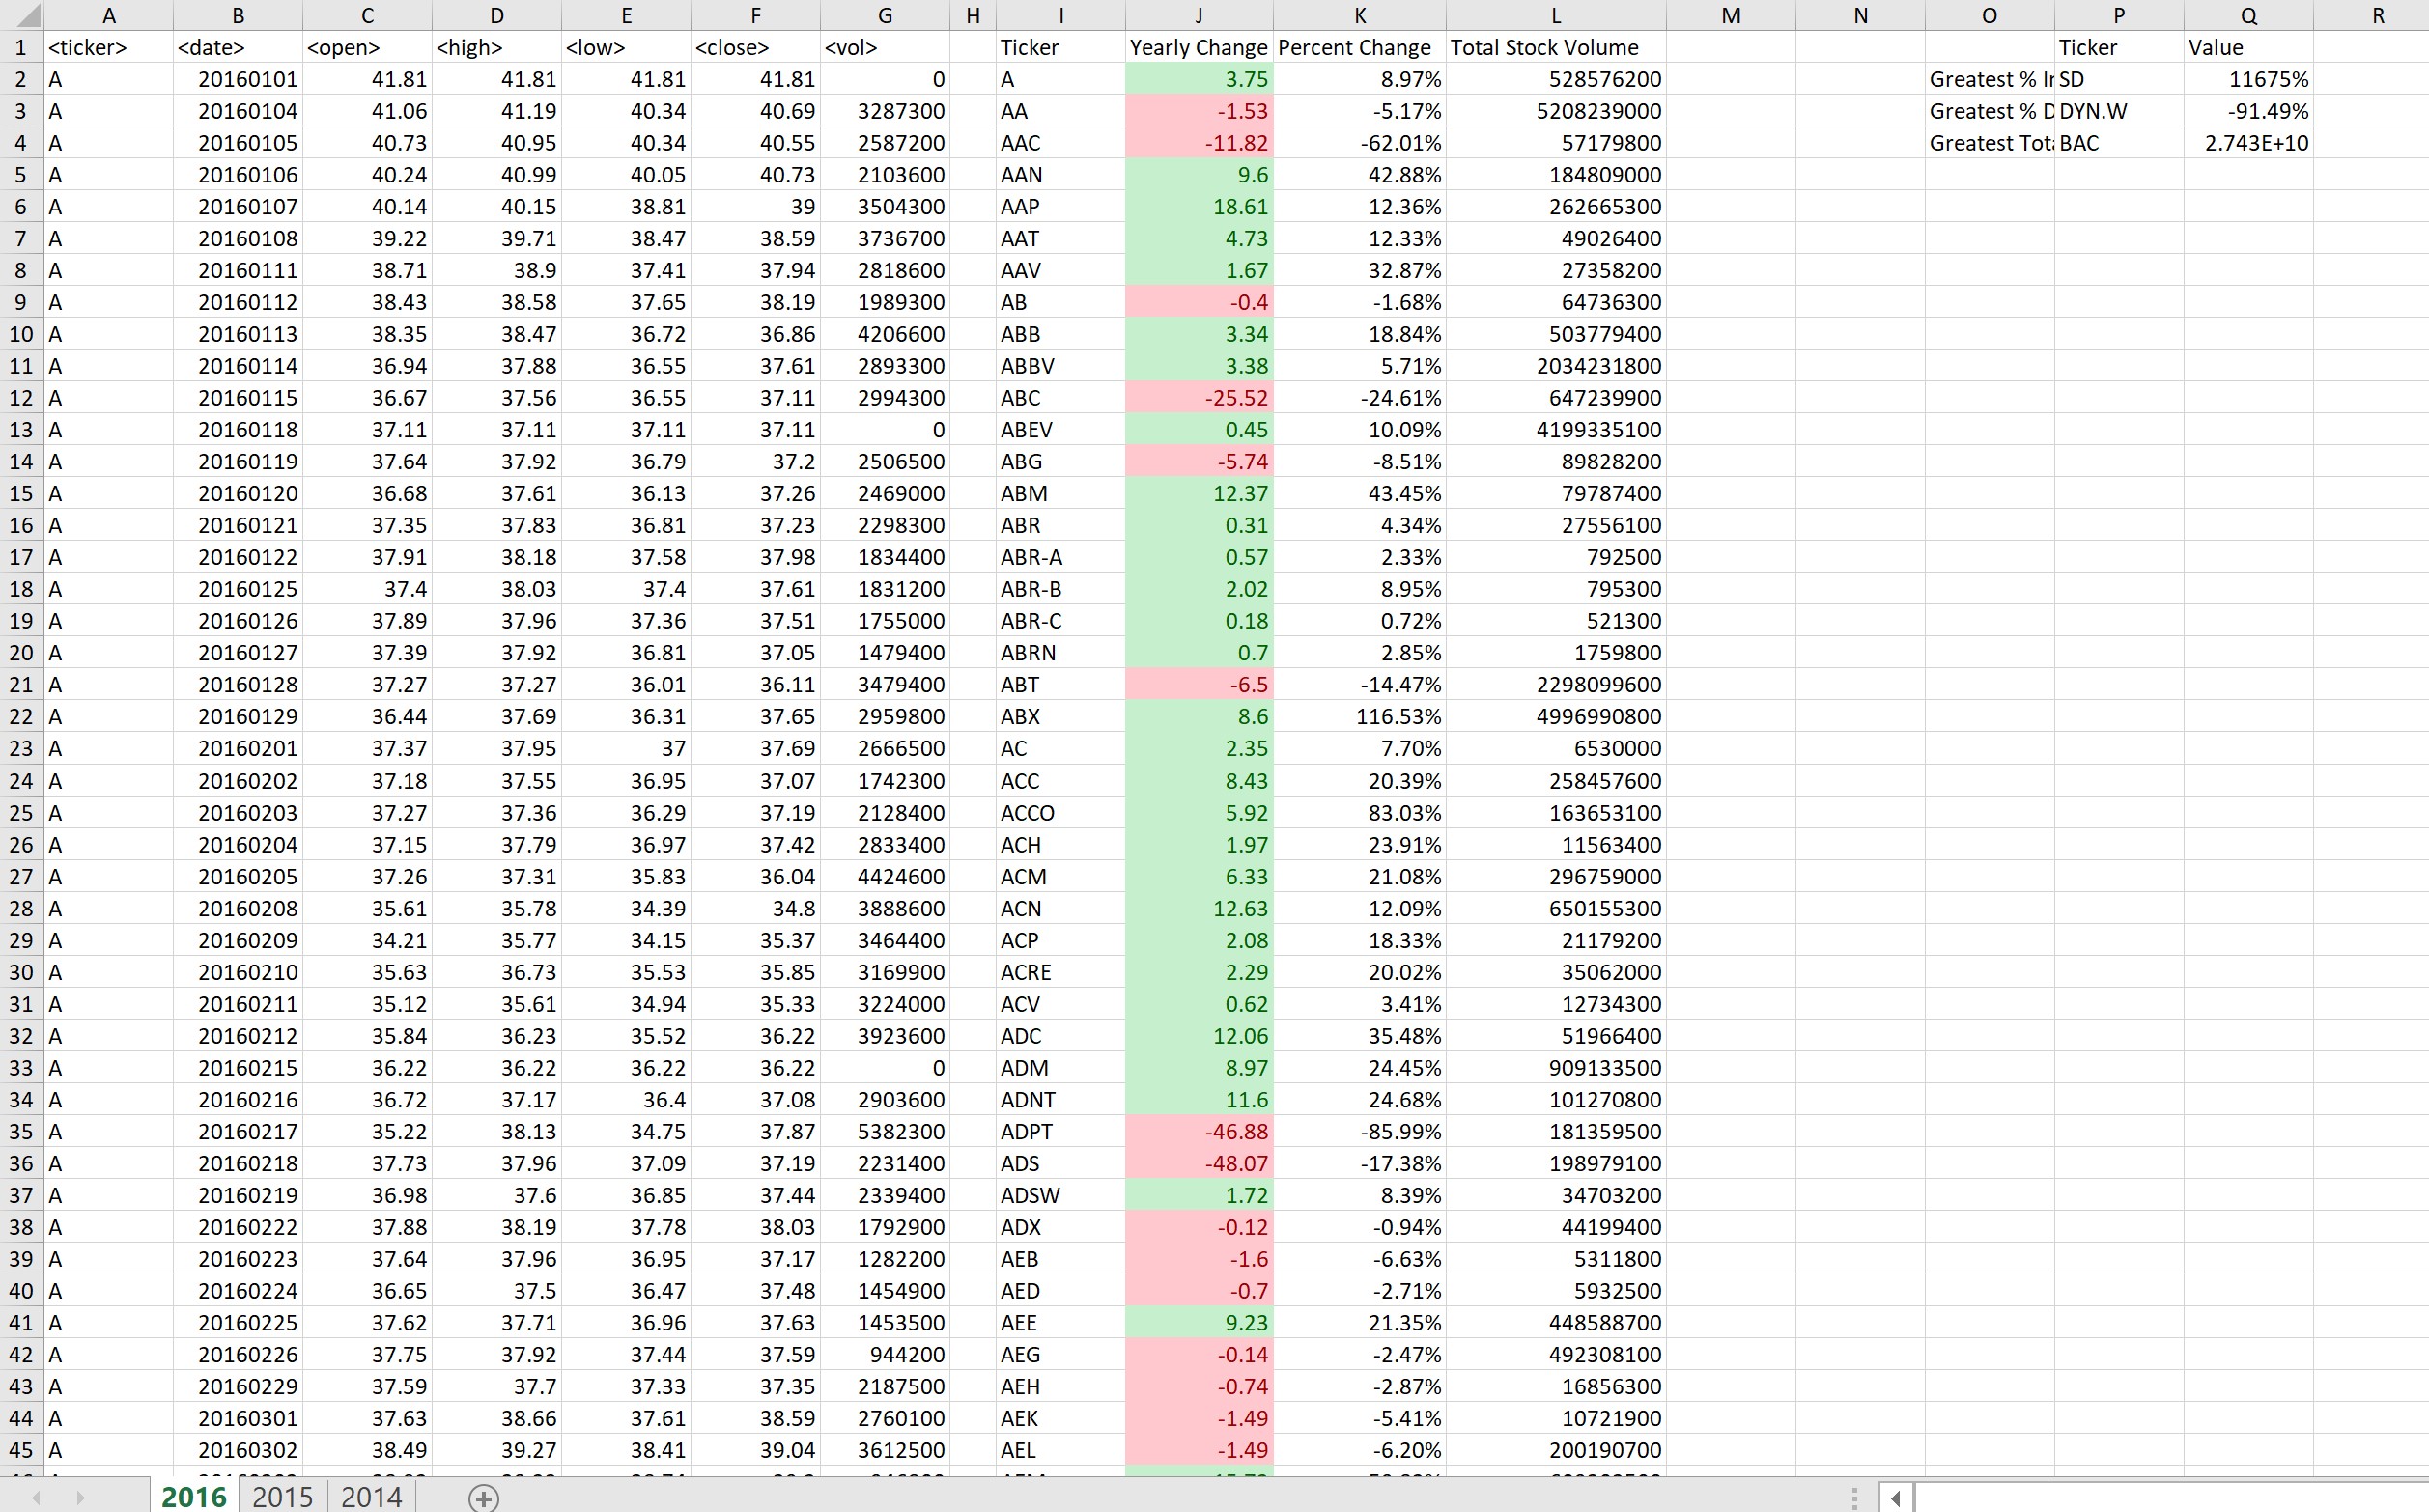 A B C D E F G H I J K L M N O P Q R
1 <ticker> <date> <open> <high> <low> <close> <vol> Ticker Yearly Change Percent Change Total Stock Volume Ticker Value
2 A 20160101 41.81 41.81 41.81 41.81 0 A 3.75 8.97% 528576200 Greatest % I SD 11675%
3 A 20160104 41.06 41.19 40.34 40.69 3287300 AA -1.53 -5.17% 5208239000 Greatest % D DYN.W -91.49%
4 A 20160105 40.73 40.95 40.34 40.55 2587200 AAC -11.82 -62.01% 57179800 Greatest Tot BAC 2.743E+10
5 A 20160106 40.24 40.99 40.05 40.73 2103600 AAN 9.6 42.88% 184809000
6 A 20160107 40.14 40.15 38.81 39 3504300 AAP 18.61 12.36% 262665300
7 A 20160108 39.22 39.71 38.47 38.59 3736700 AAT 4.73 12.33% 49026400
8 A 20160111 38.71 38.9 37.41 37.94 2818600 AAV 1.67 32.87% 27358200
9 A 20160112 38.43 38.58 37.65 38.19 1989300 AB -0.4 -1.68% 64736300
10 A 20160113 38.35 38.47 36.72 36.86 4206600 ABB 3.34 18.84% 503779400
11 A 20160114 36.94 37.88 36.55 37.61 2893300 ABBV 3.38 5.71% 2034231800
12 A 20160115 36.67 37.56 36.55 37.11 2994300 ABC -25.52 -24.61% 647239900
13 A 20160118 37.11 37.11 37.11 37.11 0 ABEV 0.45 10.09% 4199335100
14 A 20160119 37.64 37.92 36.79 37.2 2506500 ABG -5.74 -8.51% 89828200
15 A 20160120 36.68 37.61 36.13 37.26 2469000 ABM 12.37 43.45% 79787400
16 A 20160121 37.35 37.83 36.81 37.23 2298300 ABR 0.31 4.34% 27556100
17 A 20160122 37.91 38.18 37.58 37.98 1834400 ABR-A 0.57 2.33% 792500
18 A 20160125 37.4 38.03 37.4 37.61 1831200 ABR-B 2.02 8.95% 795300
19 A 20160126 37.89 37.96 37.36 37.51 1755000 ABR-C 0.18 0.72% 521300
20 A 20160127 37.39 37.92 36.81 37.05 1479400 ABRN 0.7 2.85% 1759800
21 A 20160128 37.27 37.27 36.01 36.11 3479400 ABT -6.5 -14.47% 2298099600
22 A 20160129 36.44 37.69 36.31 37.65 2959800 ABX 8.6 116.53% 4996990800
23 A 20160201 37.37 37.95 37 37.69 2666500 AC 2.35 7.70% 6530000
24 A 20160202 37.18 37.55 36.95 37.07 1742300 ACC 8.43 20.39% 258457600
25 A 20160203 37.27 37.36 36.29 37.19 2128400 ACCO 5.92 83.03% 163653100
26 A 20160204 37.15 37.79 36.97 37.42 2833400 ACH 1.97 23.91% 11563400
27 A 20160205 37.26 37.31 35.83 36.04 4424600 ACM 6.33 21.08% 296759000
28 A 20160208 35.61 35.78 34.39 34.8 3888600 ACN 12.63 12.09% 650155300
29 A 20160209 34.21 35.77 34.15 35.37 3464400 ACP 2.08 18.33% 21179200
30 A 20160210 35.63 36.73 35.53 35.85 3169900 ACRE 2.29 20.02% 35062000
31 A 20160211 35.12 35.61 34.94 35.33 3224000 ACV 0.62 3.41% 12734300
32 A 20160212 35.84 36.23 35.52 36.22 3923600 ADC 12.06 35.48% 51966400
33 A 20160215 36.22 36.22 36.22 36.22 0 ADM 8.97 24.45% 909133500
34 A 20160216 36.72 37.17 36.4 37.08 2903600 ADNT 11.6 24.68% 101270800
35 A 20160217 35.22 38.13 34.75 37.87 5382300 ADPT -46.88 -85.99% 181359500
36 A 20160218 37.73 37.96 37.09 37.19 2231400 ADS -48.07 -17.38% 198979100
37 A 20160219 36.98 37.6 36.85 37.44 2339400 ADSW 1.72 8.39% 34703200
38 A 20160222 37.88 38.19 37.78 38.03 1792900 ADX -0.12 -0.94% 44199400
39 A 20160223 37.64 37.96 36.95 37.17 1282200 AEB -1.6 -6.63% 5311800
40 A 20160224 36.65 37.5 36.47 37.48 1454900 AED -0.7 -2.71% 5932500
41 A 20160225 37.62 37.71 36.96 37.63 1453500 AEE 9.23 21.35% 448588700
42 A 20160226 37.75 37.92 37.44 37.59 944200 AEG -0.14 -2.47% 492308100
43 A 20160229 37.59 37.7 37.33 37.35 2187500 AEH -0.74 -2.87% 16856300
44 A 20160301 37.63 38.66 37.61 38.59 2760100 AEK -1.49 -5.41% 10721900
45 A 20160302 38.49 39.27 38.41 39.04 3612500 AEL -1.49 -6.20% 200190700
2016 2015 2014